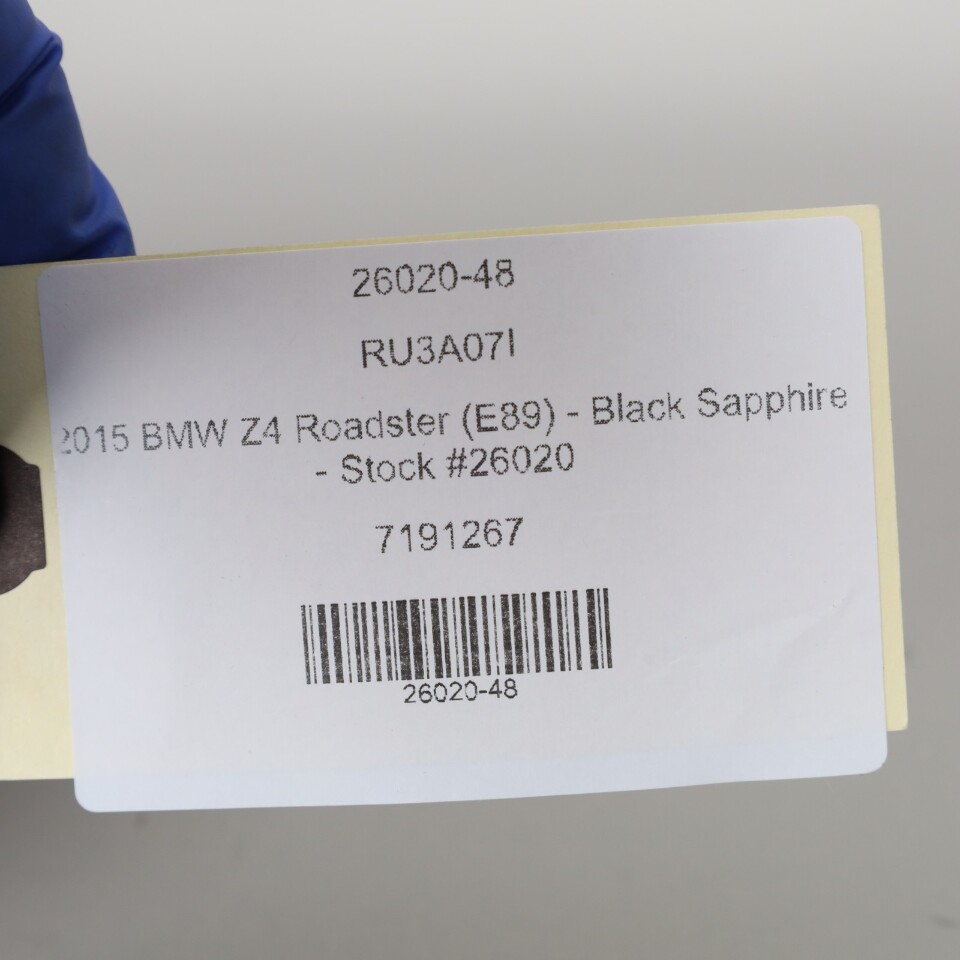 26020-48
RU3A07I
2015 BMW Z4 Roadster (E89) - Black Sapphire
- Stock #26020
7191267
26020-48